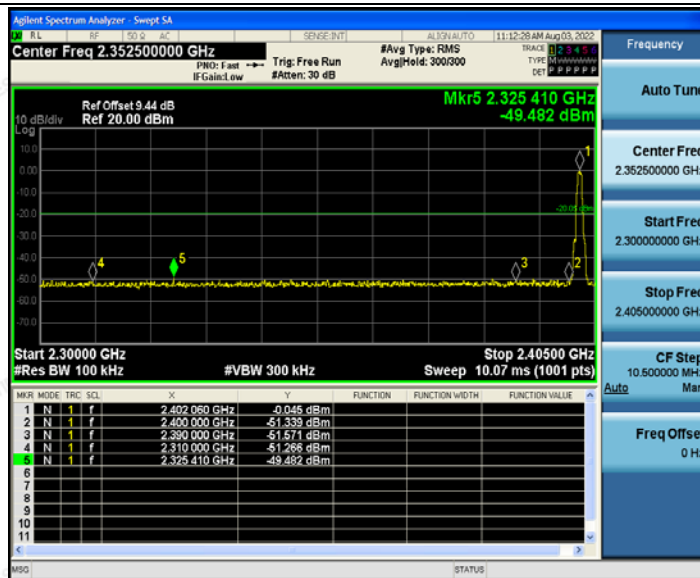 Agilent Spectrum Analyzer - Swept SA
RL RF 50 Ω AC SENSE:INT ALIGN AUTO 11:12:28 AM Aug 03, 2022
Center Freq 2.352500000 GHz
PNO: Fast
IFGain:Low
Trig: Free Run
#Atten: 30 dB
#Avg Type: RMS
Avg|Hold: 300/300
TRACE 1 2 3 4 5 6
TYPE M
DET P P P P P P
Ref Offset 9.44 dB
10 dB/div Ref 20.00 dBm
Log
Mkr5 2.325 410 GHz
-49.482 dBm
10.0
0.00
-10.0
-20.0
-30.0
-40.0
-50.0
-60.0
-70.0
1
2
3
4
5
Start 2.30000 GHz Stop 2.40500 GHz
#Res BW 100 kHz #VBW 300 kHz Sweep 10.07 ms (1001 pts)
MKR MODE TRC SCL X Y FUNCTION FUNCTION WIDTH FUNCTION VALUE
1 N 1 f 2.402 060 GHz -0.045 dBm
2 N 1 f 2.400 000 GHz -51.339 dBm
3 N 1 f 2.390 000 GHz -51.571 dBm
4 N 1 f 2.310 000 GHz -51.266 dBm
5 N 1 f 2.325 410 GHz -49.482 dBm
6
7
8
9
10
11
MSG STATUS
Frequency
Auto Tune
Center Freq
2.352500000 GHz
Start Freq
2.300000000 GHz
Stop Freq
2.405000000 GHz
CF Step
10.500000 MHz
Auto Man
Freq Offset
0 Hz